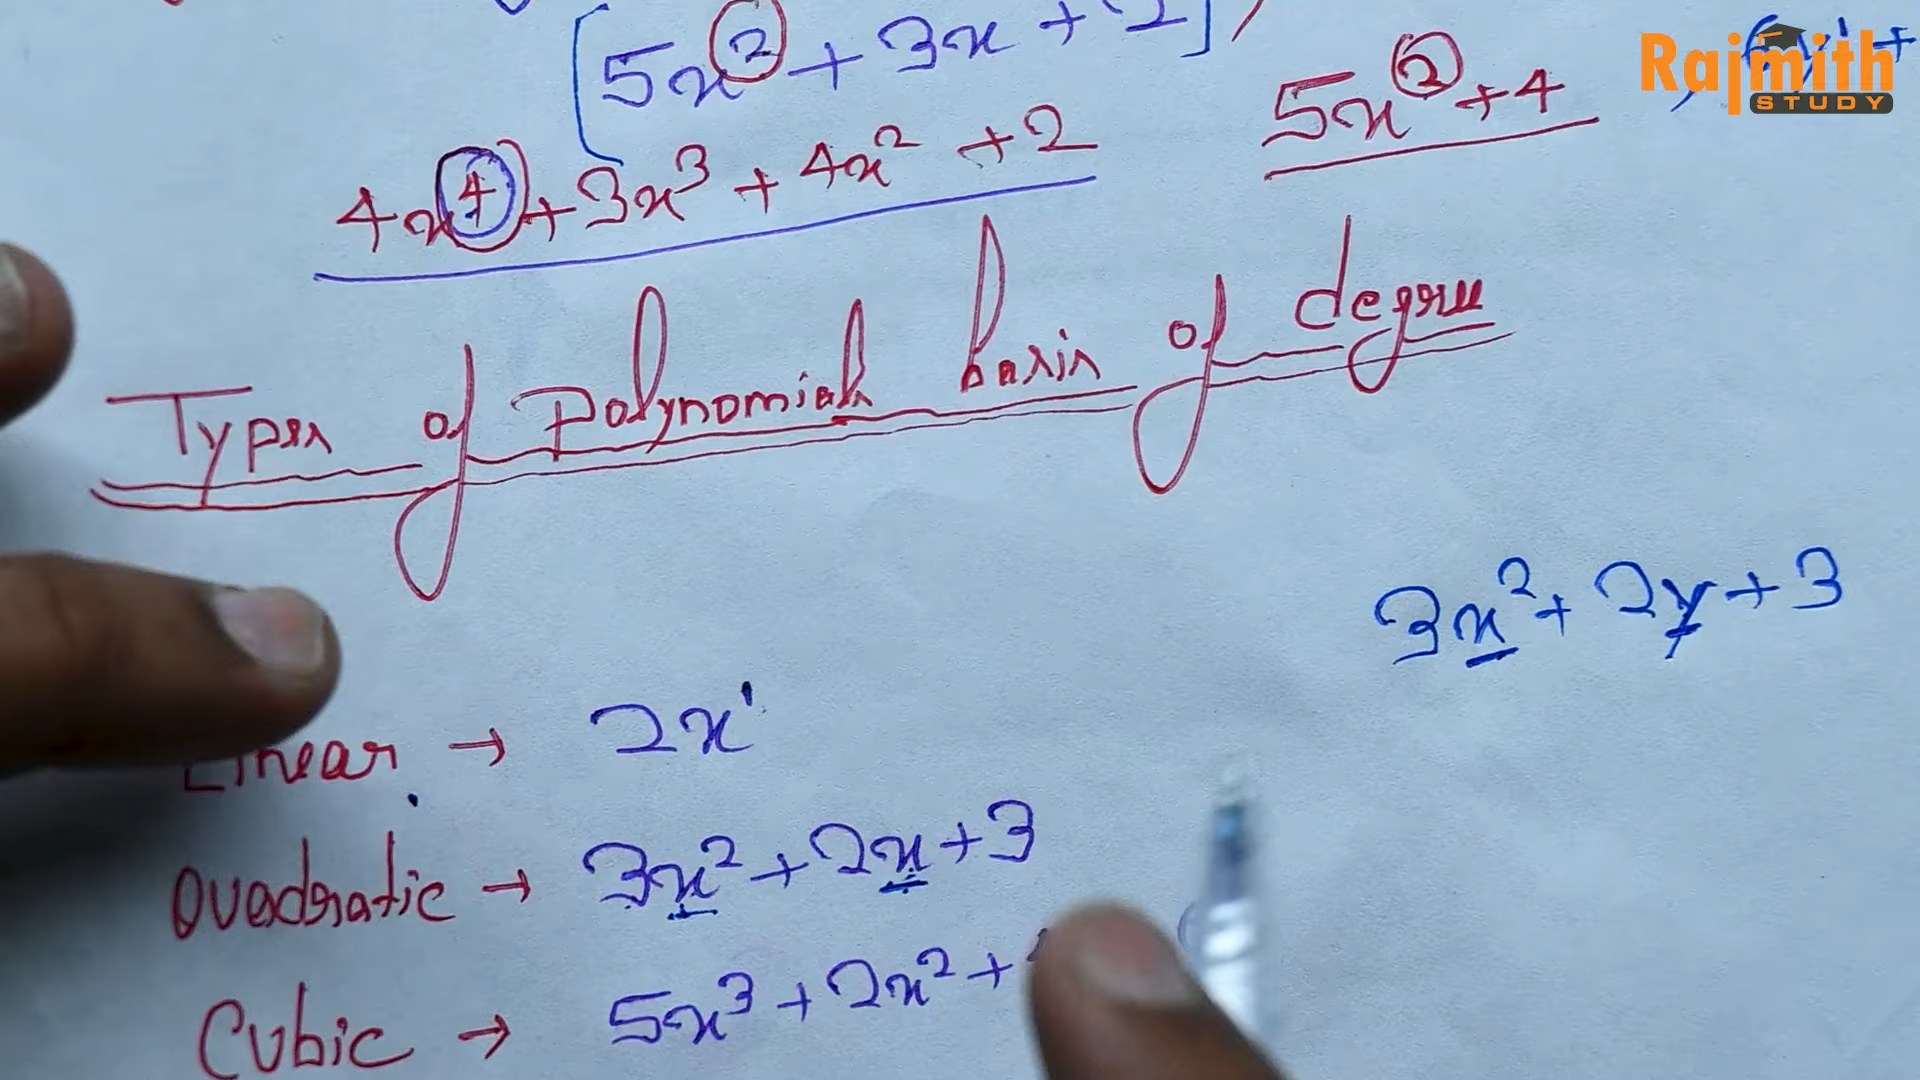 [5x² + 3x + 2]
5x² + 4
Rajmith
STUDY
4x⁴ + 3x³ + 4x² + 2
Types of polynomials basis of degree
3x² + 2y + 3
Linear → 2x¹
Quadratic → 3x² + 2x + 3
Cubic → 5x³ + 2x² +